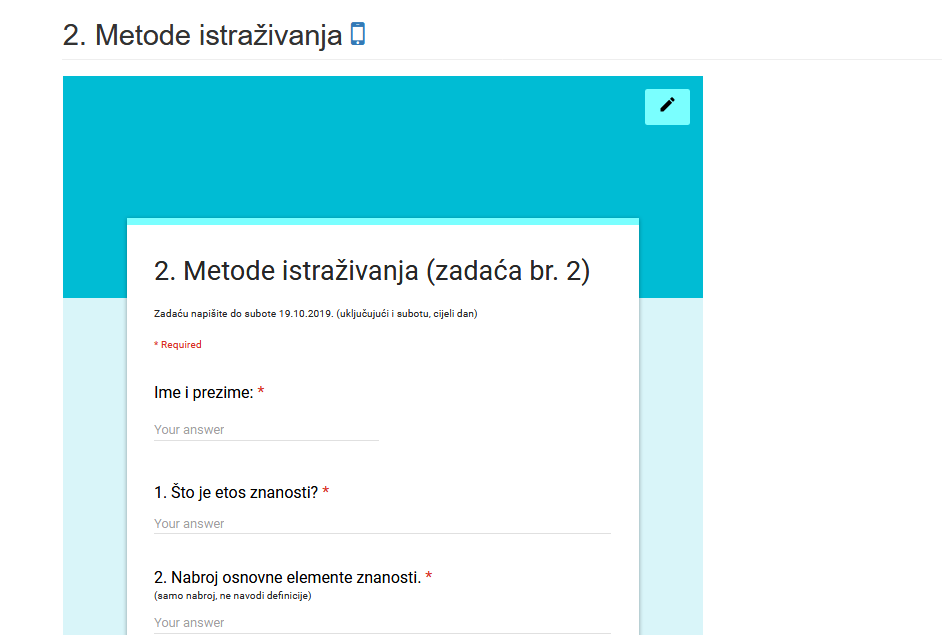 2. Metode istraživanja
2. Metode istraživanja (zadaća br. 2)
Zadaću napišite do subote 19.10.2019. (uključujući i subotu, cijeli dan)
* Required
Ime i prezime: *
Your answer
1. Što je etos znanosti? *
Your answer
2. Nabroj osnovne elemente znanosti. *
(samo nabroj, ne navodi definicije)
Your answer